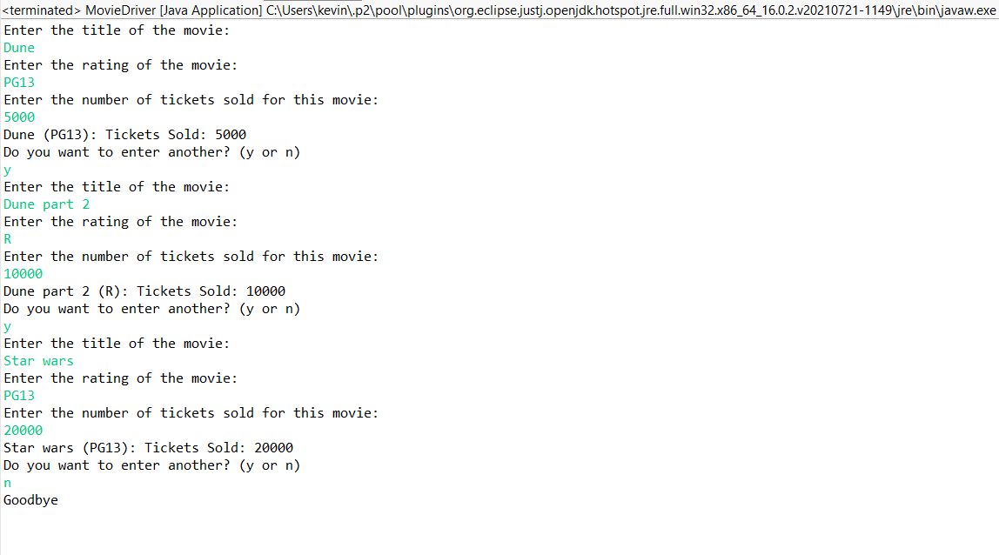 <terminated> MovieDriver [Java Application] C:\Users\kevin\.p2\pool\plugins\org.eclipse.justj.openjdk.hotspot.jre.full.win32.x86_64_16.0.2.v20210721-1149\jre\bin\javaw.exe
Enter the title of the movie:
Dune
Enter the rating of the movie:
PG13
Enter the number of tickets sold for this movie:
5000
Dune (PG13): Tickets Sold: 5000
Do you want to enter another? (y or n)
y
Enter the title of the movie:
Dune part 2
Enter the rating of the movie:
R
Enter the number of tickets sold for this movie:
10000
Dune part 2 (R): Tickets Sold: 10000
Do you want to enter another? (y or n)
y
Enter the title of the movie:
Star wars
Enter the rating of the movie:
PG13
Enter the number of tickets sold for this movie:
20000
Star wars (PG13): Tickets Sold: 20000
Do you want to enter another? (y or n)
n
Goodbye